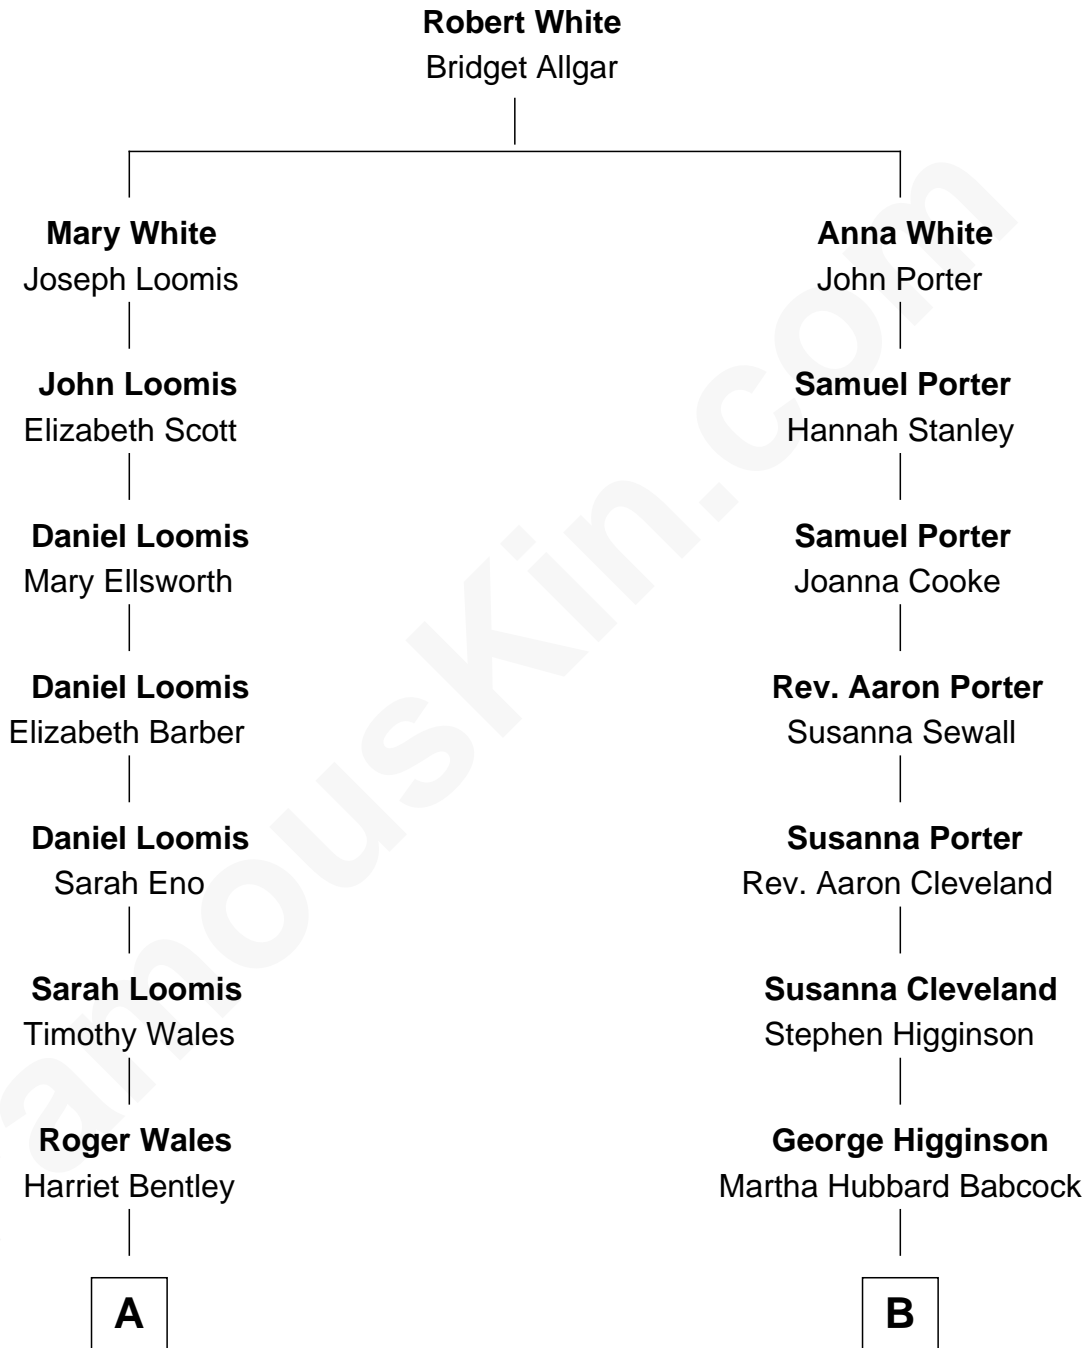 Robert White
Bridget Allgar
Mary White
Joseph Loomis
Anna White
John Porter
John Loomis
Elizabeth Scott
Samuel Porter
Hannah Stanley
Daniel Loomis
Mary Ellsworth
Samuel Porter
Joanna Cooke
Daniel Loomis
Elizabeth Barber
Rev. Aaron Porter
Susanna Sewall
Daniel Loomis
Sarah Eno
Susanna Porter
Rev. Aaron Cleveland
Sarah Loomis
Timothy Wales
Susanna Cleveland
Stephen Higginson
Roger Wales
Harriet Bentley
George Higginson
Martha Hubbard Babcock
A
B
amousKin.com